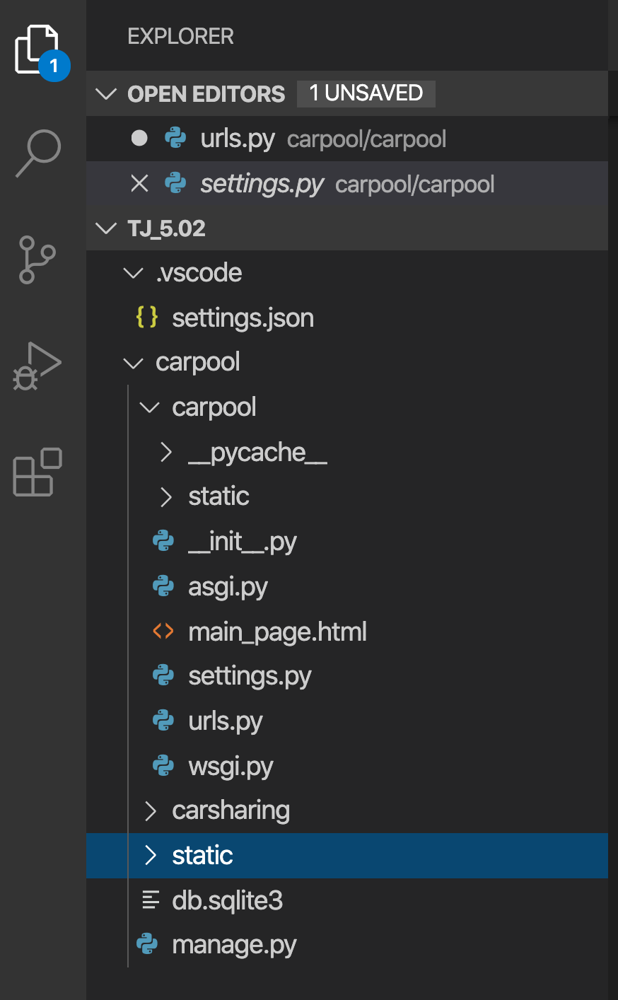 EXPLORER
1
OPEN EDITORS 1 UNSAVED
urls.py carpool/carpool
settings.py carpool/carpool
TJ_5.02
.vscode
{} settings.json
carpool
carpool
__pycache__
static
__init__.py
asgi.py
<> main_page.html
settings.py
urls.py
wsgi.py
carsharing
static
db.sqlite3
manage.py